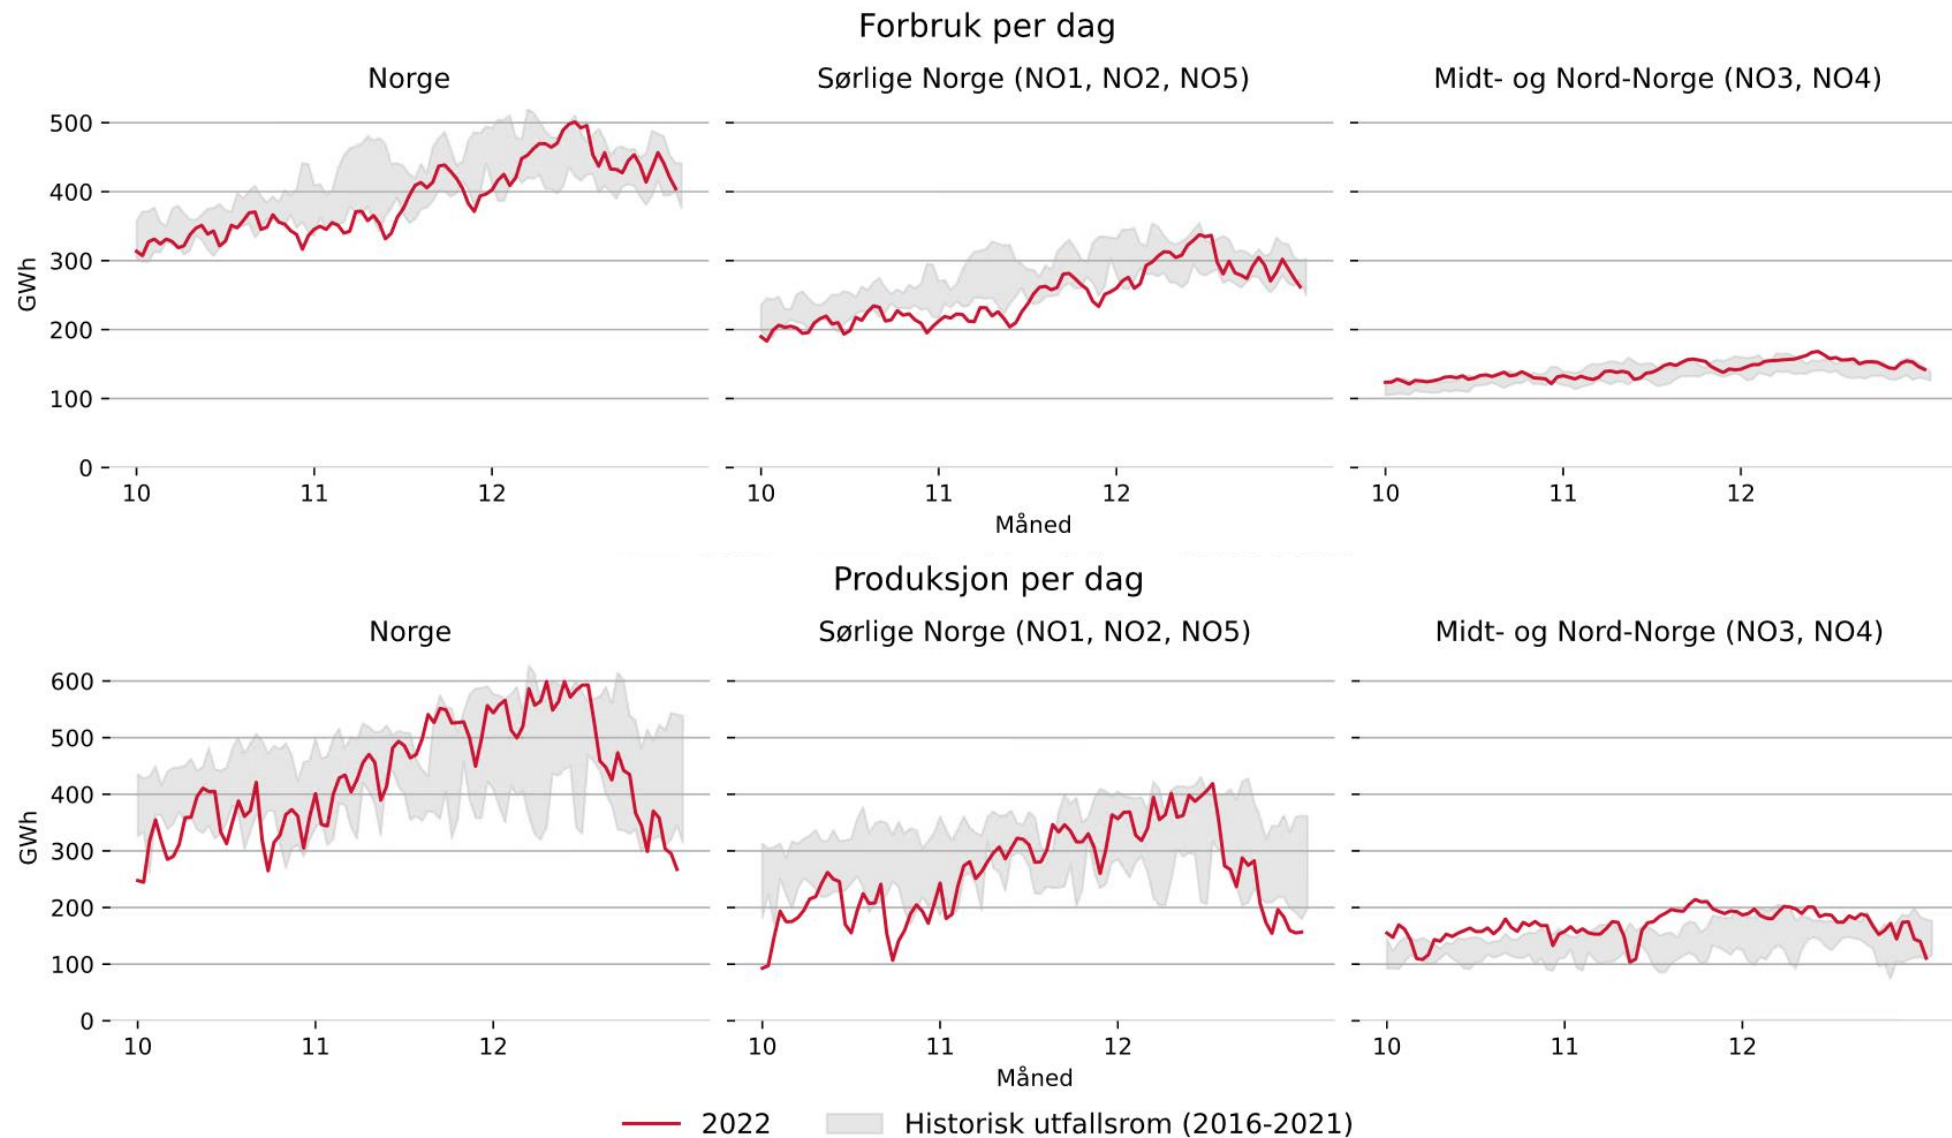 Forbruk per dag
Norge
Sørlige Norge (NO1, NO2, NO5)
Midt- og Nord-Norge (NO3, NO4)
GWh
500
400
300
200
100
0
10 11 12
10 11 12
10 11 12
Måned
Produksjon per dag
Norge
Sørlige Norge (NO1, NO2, NO5)
Midt- og Nord-Norge (NO3, NO4)
GWh
600
500
400
300
200
100
0
10 11 12
10 11 12
10 11 12
Måned
2022
Historisk utfallsrom (2016-2021)